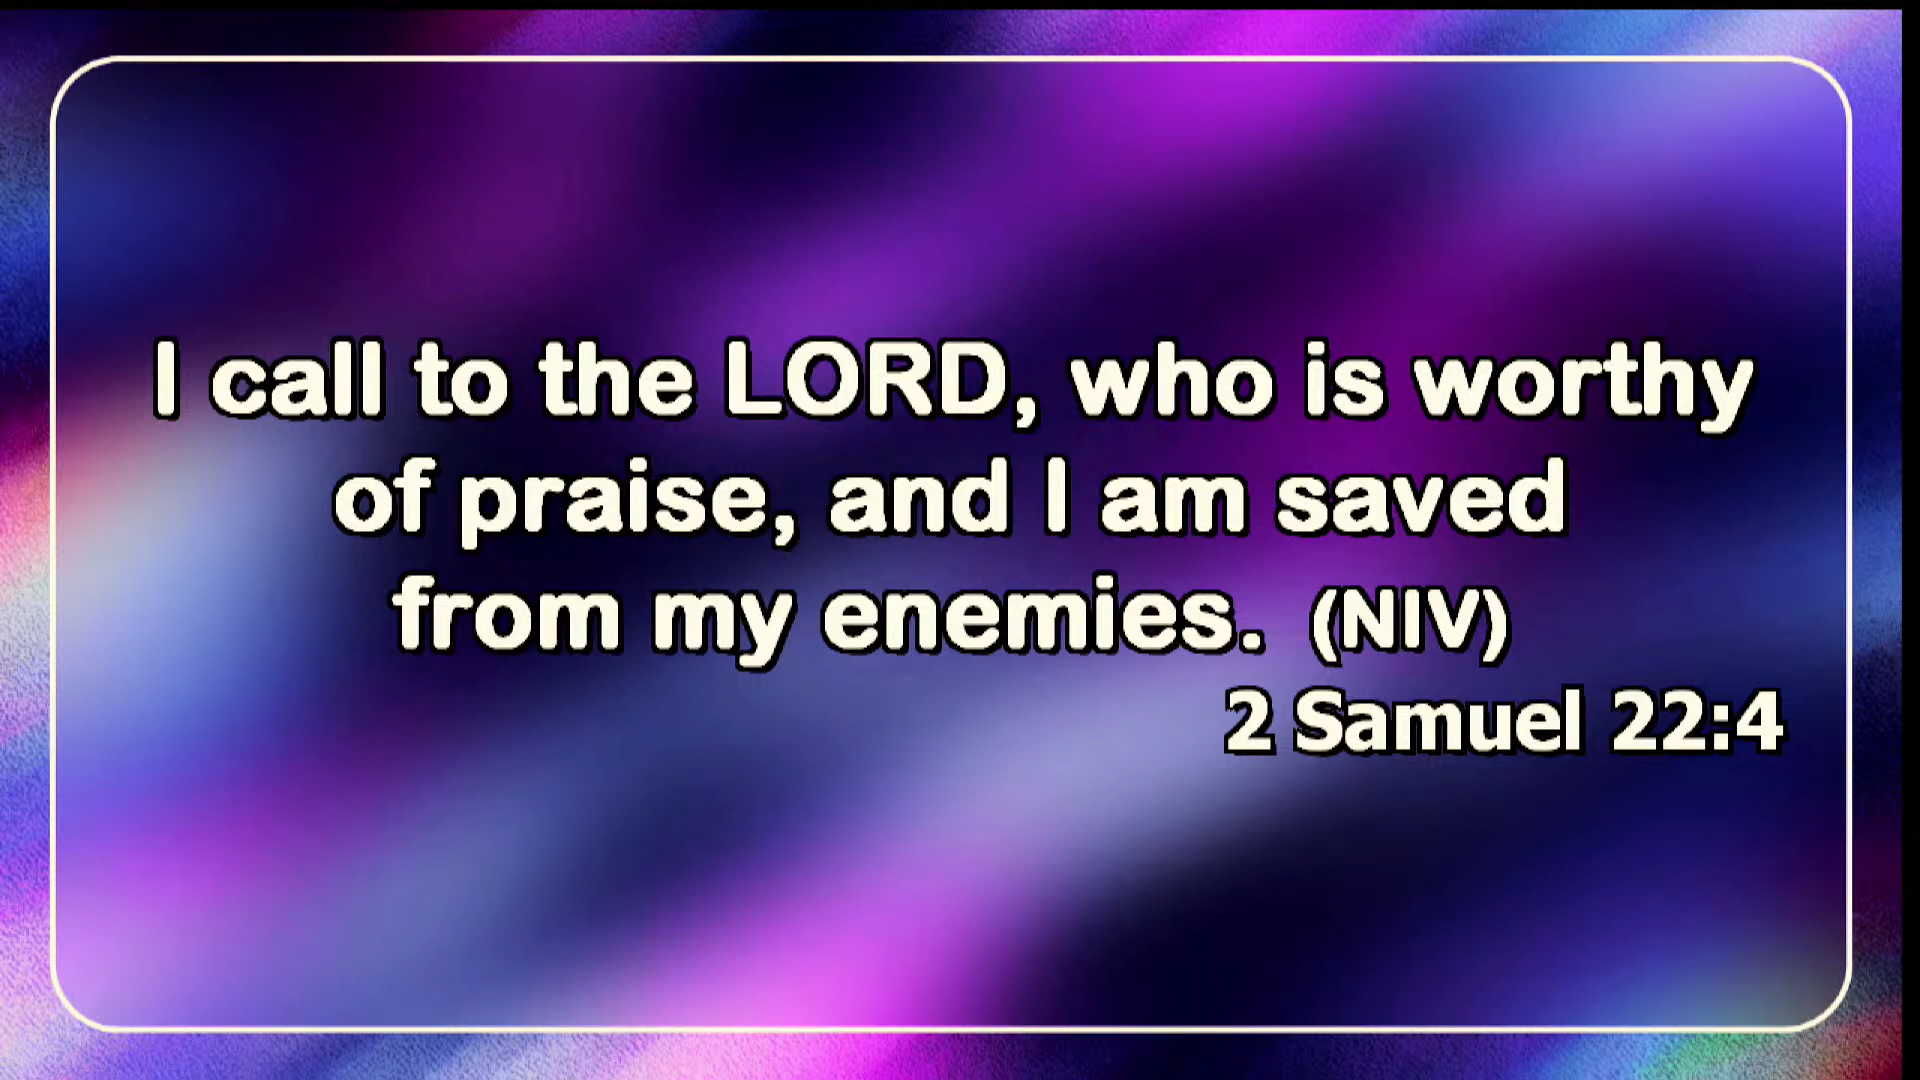 I call to the LORD, who is worthy
of praise, and I am saved
from my enemies. (NIV)
2 Samuel 22:4